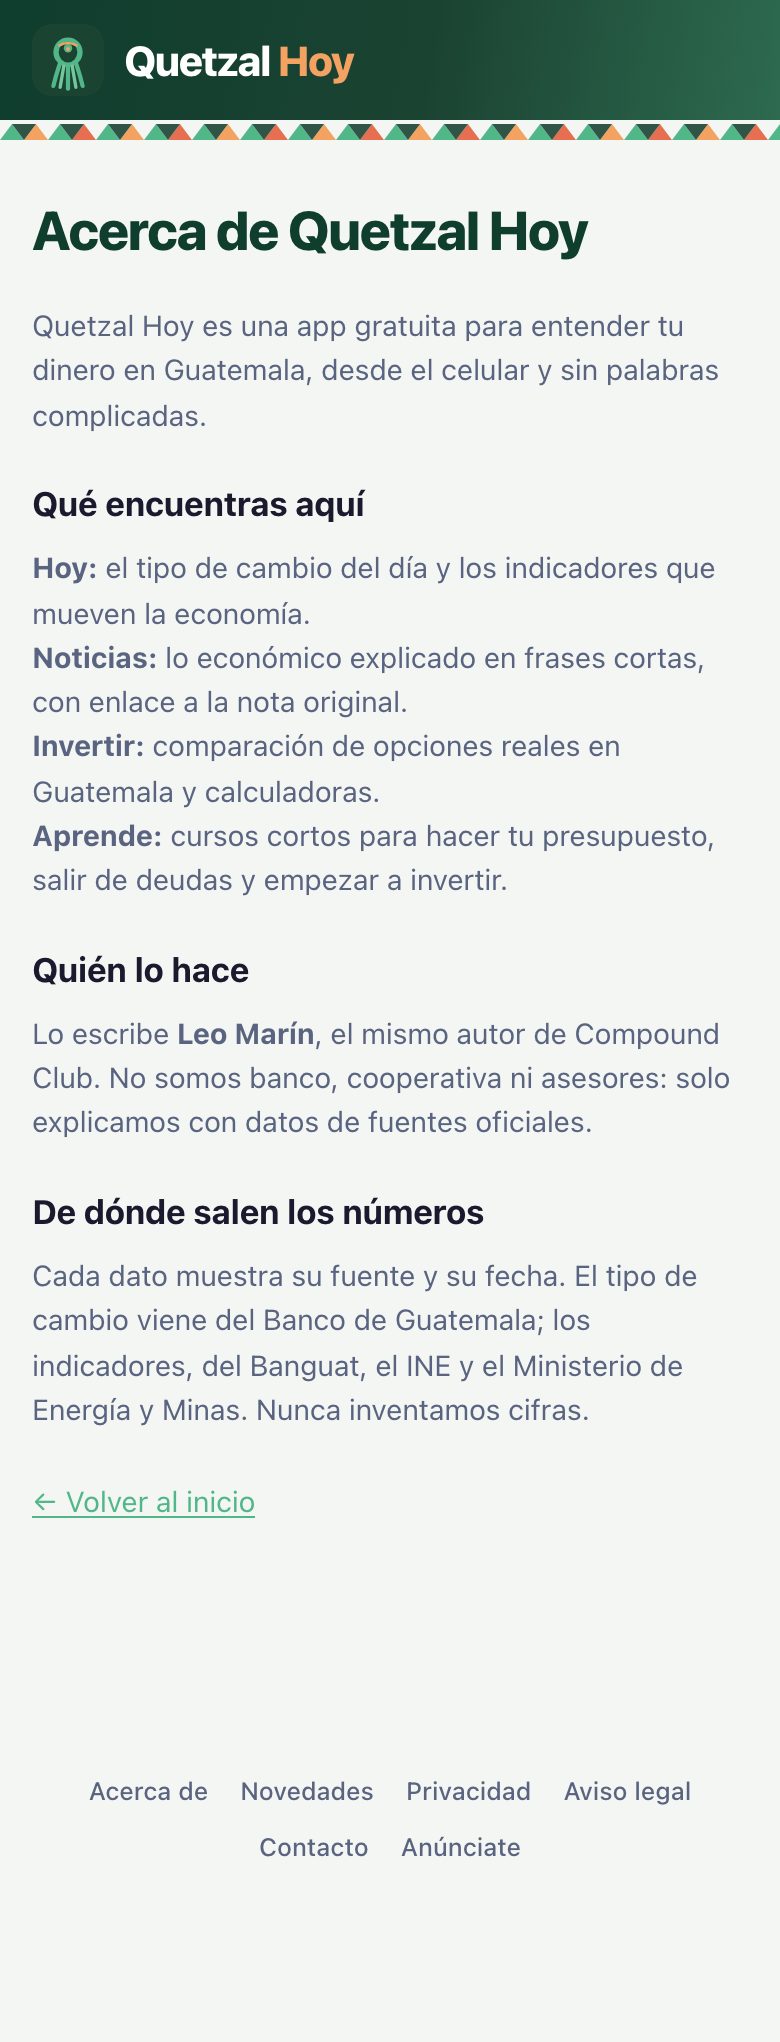 Quetzal Hoy
Acerca de Quetzal Hoy
Quetzal Hoy es una app gratuita para entender tu
dinero en Guatemala, desde el celular y sin palabras
complicadas.
Qué encuentras aquí
Hoy: el tipo de cambio del día y los indicadores que
mueven la economía.
Noticias: lo económico explicado en frases cortas,
con enlace a la nota original.
Invertir: comparación de opciones reales en
Guatemala y calculadoras.
Aprende: cursos cortos para hacer tu presupuesto,
salir de deudas y empezar a invertir.
Quién lo hace
Lo escribe Leo Marín, el mismo autor de Compound
Club. No somos banco, cooperativa ni asesores: solo
explicamos con datos de fuentes oficiales.
De dónde salen los números
Cada dato muestra su fuente y su fecha. El tipo de
cambio viene del Banco de Guatemala; los
indicadores, del Banguat, el INE y el Ministerio de
Energía y Minas. Nunca inventamos cifras.
← Volver al inicio
Acerca de Novedades Privacidad Aviso legal
Contacto Anúnciate